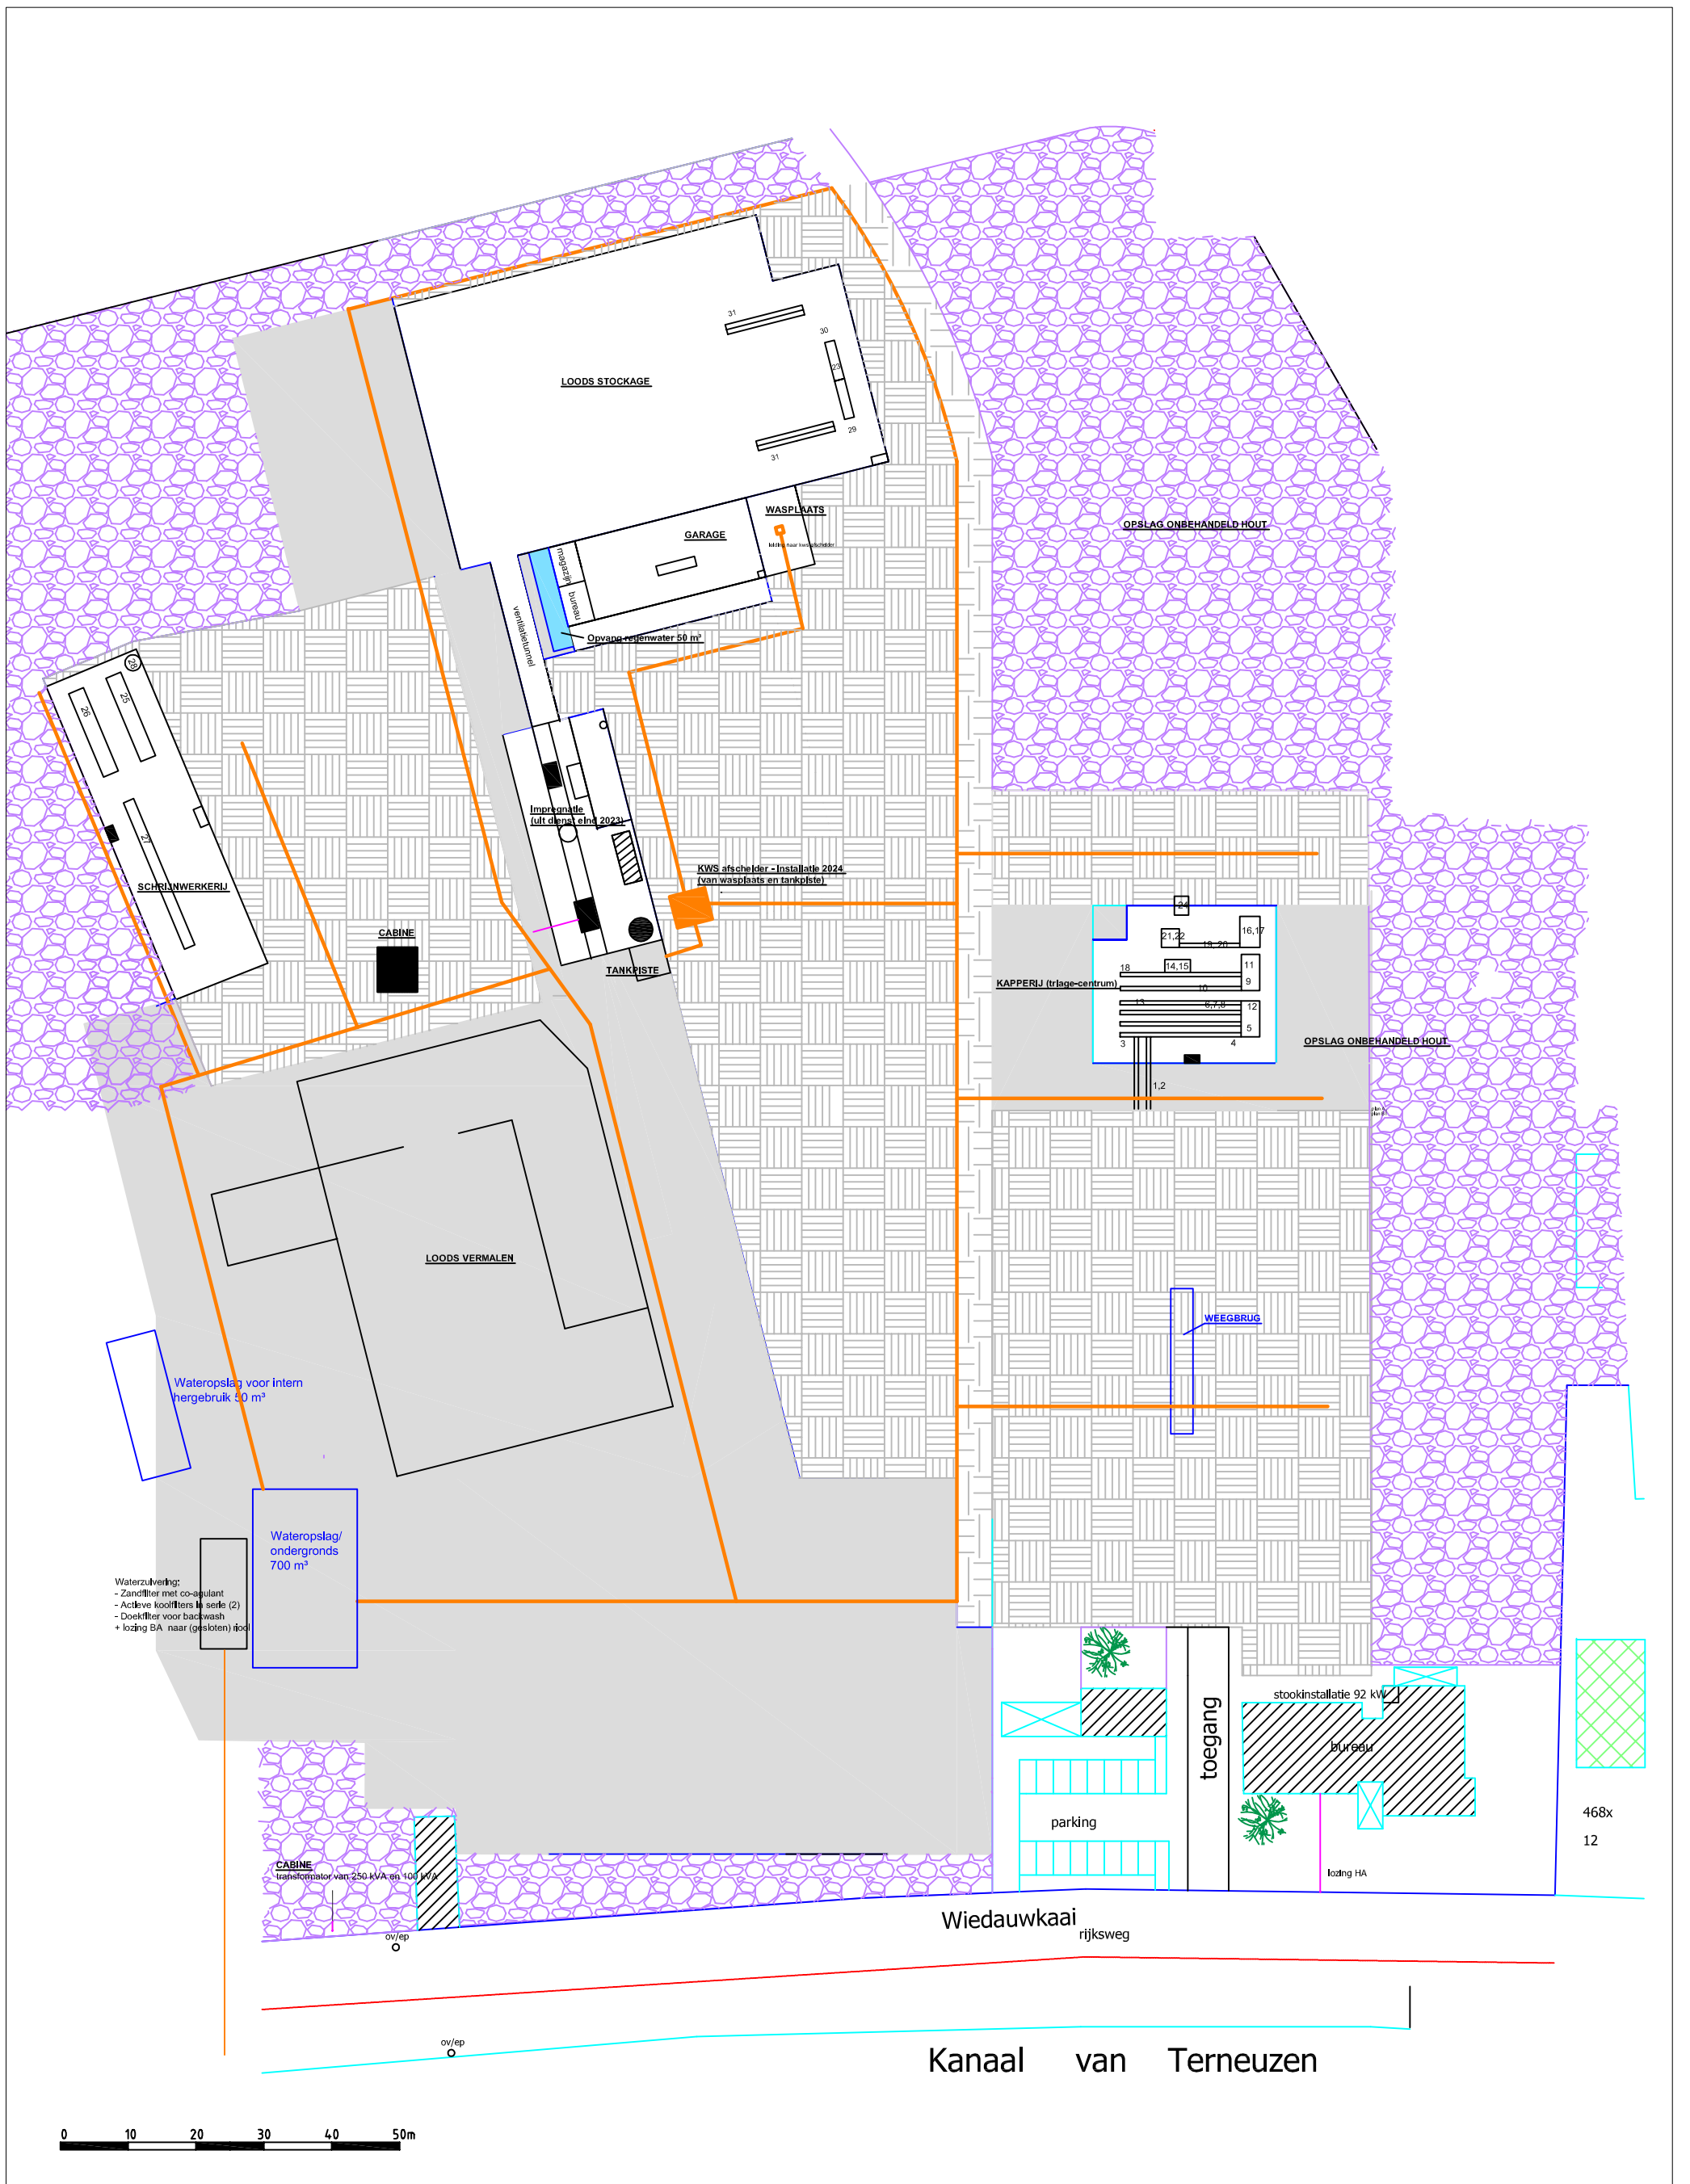 31
30
LOODS STOCKAGE
23
29
31
WASPLAATS
OPSLAG ONBEHANDELD HOUT
GARAGE
leiding naar kws afscheider
magazijn
bureau
ventilatietunnel
Opvang regenwater 50 m³
28
25
26
27
Impregnatie
(uit dienst eind 2023)
SCHRIJNWERKERIJ
KWS afscheider - Installatie 2024
(van wasplaats en tankpiste)
CABINE
TANKPISTE
24
21,22
19, 20
16,17
18
14,15
11
KAPPERIJ (triage-centrum)
10
9
13
6,7,8
12
5
3
4
OPSLAG ONBEHANDELD HOUT
1,2
LOODS VERMALEN
WEEGBRUG
Wateropslag voor intern
hergebruik 50 m³
Wateropslag/
ondergronds
700 m³
Waterzuivering:
- Zandfilter met co-agulant
- Actieve koolfilters in serie (2)
- Doekfilter voor backwash
+ lozing BA naar (gesloten) riool
stookinstallatie 92 kW
toegang
bureau
parking
468x
12
CABINE
transformator van 250 kVA en 100 kVA
lozing HA
Wiedauwkaai
rijksweg
ov/ep
ov/ep
Kanaal van Terneuzen
0 10 20 30 40 50m